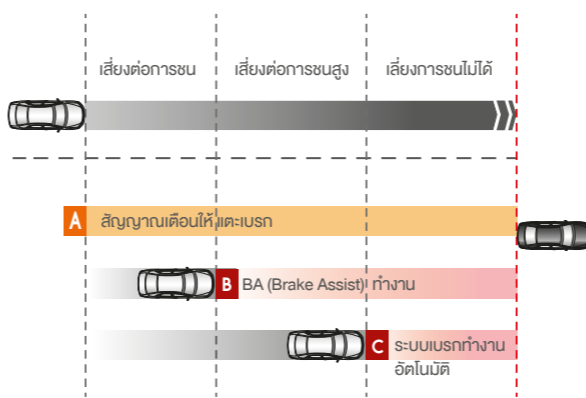 เสี่ยงต่อการชน
เสี่ยงต่อการชนสูง
เลี่ยงการชนไม่ได้
A สัญญาณเตือนให้แตะเบรก
B BA (Brake Assist) ทำงาน
C ระบบเบรกทำงาน
อัตโนมัติ